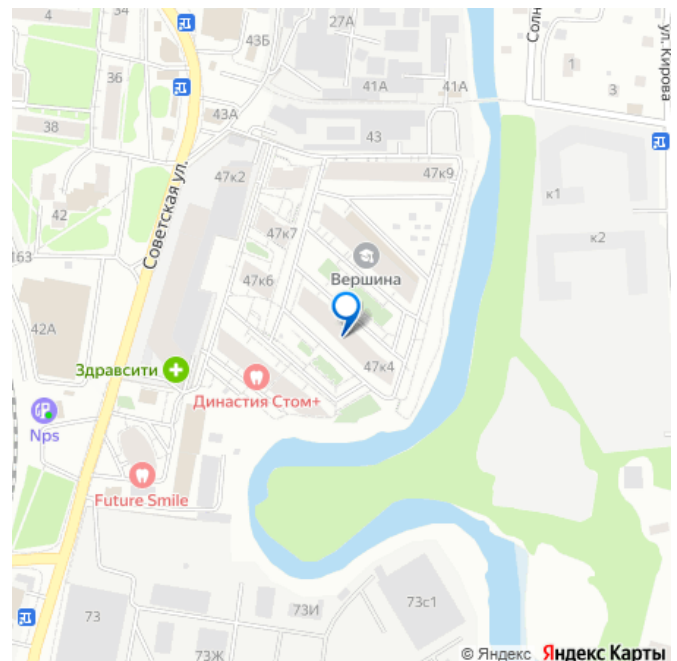 4
34
27А
43Б
Солн
ул. Кирова
36
41А
41А
1
3
43А
38
43
47к2
47к9
к1
Советская ул.
42
47к7
к2
163
Вершина
47к6
42А
47к4
Здравсити
Династия Стом+
Nps
Future Smile
73
73И
73с1
73Ж
© Яндекс Яндекс Карты